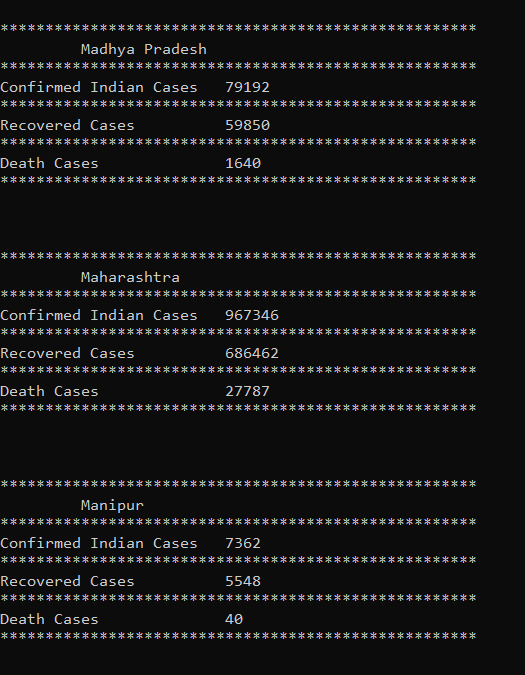 *****************************************************
Madhya Pradesh
*****************************************************
Confirmed Indian Cases 79192
*****************************************************
Recovered Cases 59850
*****************************************************
Death Cases 1640
*****************************************************
*****************************************************
Maharashtra
*****************************************************
Confirmed Indian Cases 967346
*****************************************************
Recovered Cases 686462
*****************************************************
Death Cases 27787
*****************************************************
*****************************************************
Manipur
*****************************************************
Confirmed Indian Cases 7362
*****************************************************
Recovered Cases 5548
*****************************************************
Death Cases 40
*****************************************************